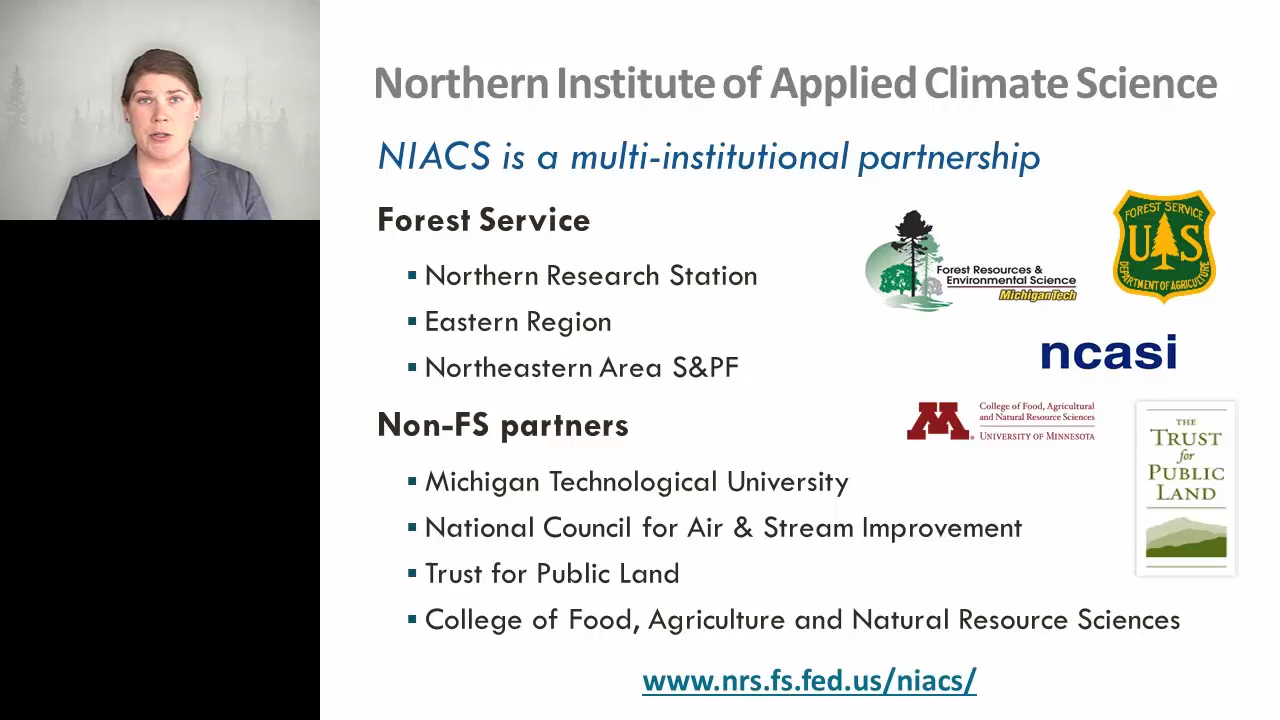 Northern Institute of Applied Climate Science
NIACS is a multi-institutional partnership
Forest Service
▪ Northern Research Station
▪ Eastern Region
▪ Northeastern Area S&PF
Non-FS partners
▪ Michigan Technological University
▪ National Council for Air & Stream Improvement
▪ Trust for Public Land
▪ College of Food, Agriculture and Natural Resource Sciences
www.nrs.fs.fed.us/niacs/
Forest Resources &
Environmental Science
MichiganTech
FOREST SERVICE
U S
DEPARTMENT OF AGRICULTURE
ncasi
M
College of Food, Agricultural
and Natural Resource Sciences
UNIVERSITY OF MINNESOTA
THE
TRUST
for
PUBLIC
LAND